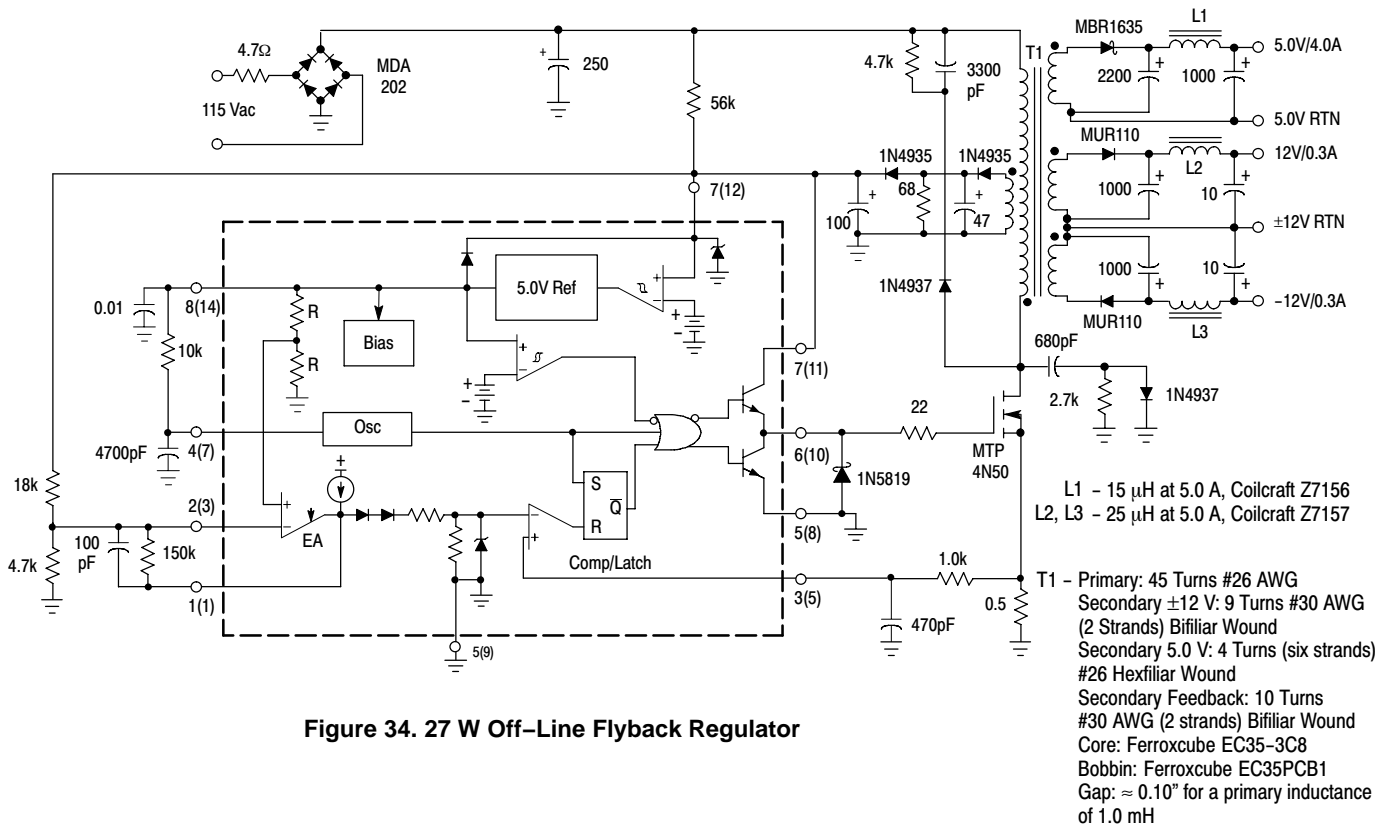 4.7Ω
MDA
202
115 Vac
+
250
56k
4.7k
3300
pF
T1
MBR1635
L1
+
2200
+
1000
5.0V/4.0A
5.0V RTN
MUR110
L2
+
1000
+
10
12V/0.3A
±12V RTN
+
1000
+
10
MUR110
L3
–12V/0.3A
1N4935
1N4935
+
100
68
+
47
7(12)
1N4937
0.01
8(14)
R
R
5.0V Ref
Bias
+
–
+
–
+
–
+
–
7(11)
680pF
2.7k
1N4937
10k
4(7)
4700pF
Osc
22
6(10)
MTP
4N50
1N5819
18k
2(3)
+
–
EA
+
S
Q
R
–
+
Comp/Latch
5(8)
100
pF
150k
4.7k
1(1)
1.0k
3(5)
470pF
0.5
5(9)
L1 – 15 μH at 5.0 A, Coilcraft Z7156
L2, L3 – 25 μH at 5.0 A, Coilcraft Z7157
T1 – Primary: 45 Turns #26 AWG
Secondary ±12 V: 9 Turns #30 AWG
(2 Strands) Bifiliar Wound
Secondary 5.0 V: 4 Turns (six strands)
#26 Hexfiliar Wound
Secondary Feedback: 10 Turns
#30 AWG (2 strands) Bifiliar Wound
Core: Ferroxcube EC35–3C8
Bobbin: Ferroxcube EC35PCB1
Gap: ≈ 0.10" for a primary inductance
of 1.0 mH
Figure 34. 27 W Off–Line Flyback Regulator